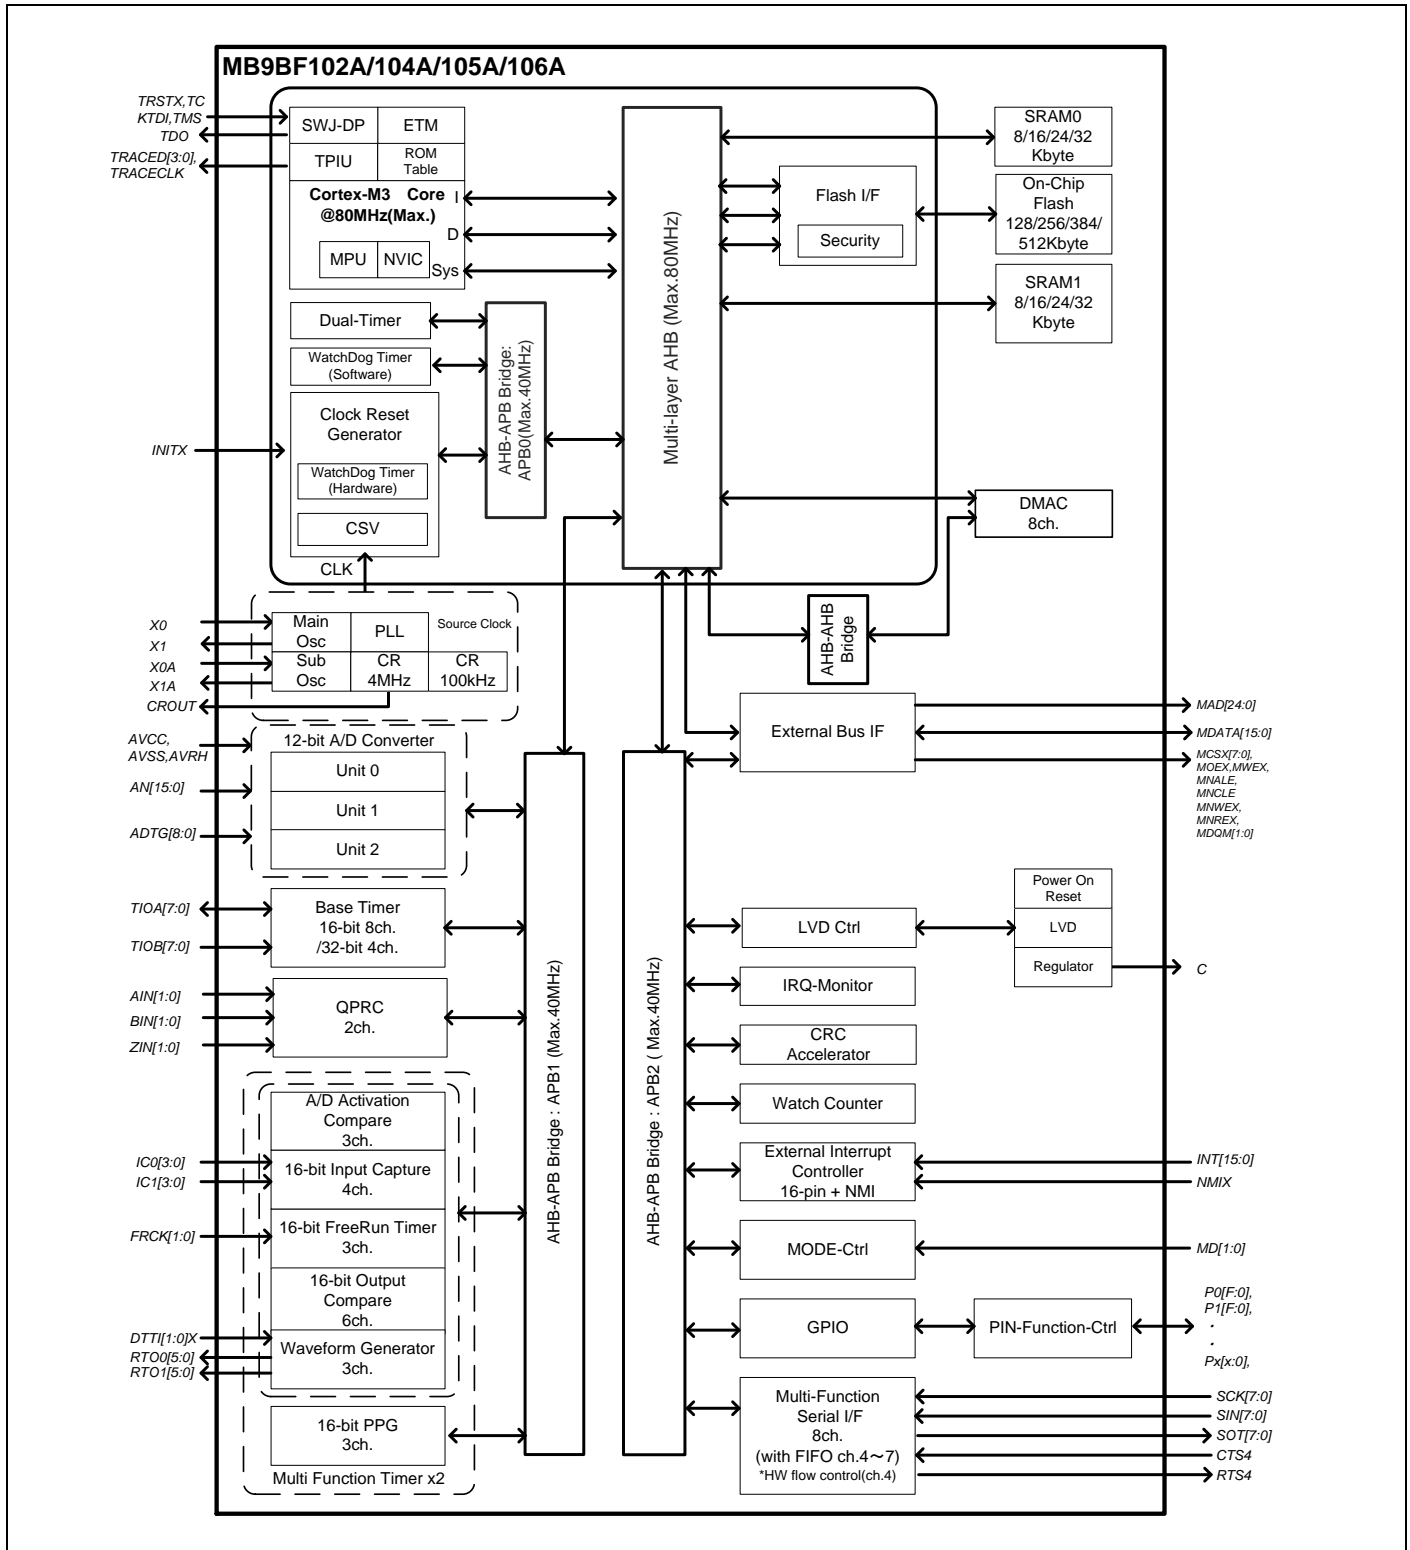 MB9BF102A/104A/105A/106A
TRSTX,TC
KTDI,TMS
TDO
TRACED[3:0],
TRACECLK
SWJ-DP
ETM
TPIU
ROM
Table
Cortex-M3 Core
@80MHz(Max.)
I
D
Sys
MPU
NVIC
Dual-Timer
WatchDog Timer
(Software)
Clock Reset
Generator
WatchDog Timer
(Hardware)
CSV
CLK
INITX
AHB-APB Bridge:
APB0(Max.40MHz)
Multi-layer AHB (Max.80MHz)
Flash I/F
Security
SRAM0
8/16/24/32
Kbyte
On-Chip
Flash
128/256/384/
512Kbyte
SRAM1
8/16/24/32
Kbyte
DMAC
8ch.
AHB-AHB
Bridge
X0
X1
X0A
X1A
CROUT
Main
Osc
PLL
Source Clock
Sub
Osc
CR
4MHz
CR
100kHz
AVCC,
AVSS,AVRH
AN[15:0]
ADTG[8:0]
12-bit A/D Converter
Unit 0
Unit 1
Unit 2
TIOA[7:0]
TIOB[7:0]
Base Timer
16-bit 8ch.
/32-bit 4ch.
AIN[1:0]
BIN[1:0]
ZIN[1:0]
QPRC
2ch.
A/D Activation
Compare
3ch.
IC0[3:0]
IC1[3:0]
16-bit Input Capture
4ch.
FRCK[1:0]
16-bit FreeRun Timer
3ch.
16-bit Output
Compare
6ch.
DTTI[1:0]X
RTO0[5:0]
RTO1[5:0]
Waveform Generator
3ch.
16-bit PPG
3ch.
Multi Function Timer x2
AHB-APB Bridge : APB1 (Max.40MHz)
AHB-APB Bridge : APB2 ( Max.40MHz)
External Bus IF
MAD[24:0]
MDATA[15:0]
MCSX[7:0],
MOEX,MWEX,
MNALE,
MNCLE
MNWEX,
MNREX,
MDQM[1:0]
LVD Ctrl
Power On
Reset
LVD
Regulator
C
IRQ-Monitor
CRC
Accelerator
Watch Counter
External Interrupt
Controller
16-pin + NMI
INT[15:0]
NMIX
MODE-Ctrl
MD[1:0]
GPIO
PIN-Function-Ctrl
P0[F:0],
P1[F:0],
.
.
Px[x:0],
Multi-Function
Serial I/F
8ch.
(with FIFO ch.4～7)
*HW flow control(ch.4)
SCK[7:0]
SIN[7:0]
SOT[7:0]
CTS4
RTS4